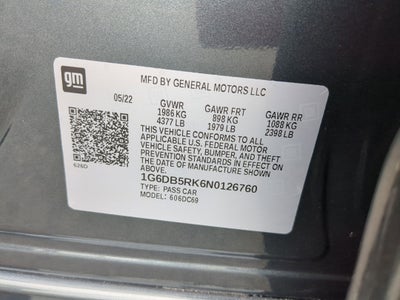 gm
MFD BY GENERAL MOTORS LLC
05/22 GVWR GAWR FRT GAWR RR
1986 KG 898 KG 1088 KG
4377 LB 1979 LB 2398 LB
THIS VEHICLE CONFORMS TO ALL
APPLICABLE U.S. FEDERAL MOTOR
VEHICLE SAFETY, BUMPER, AND THEFT
PREVENTION STANDARDS IN EFFECT ON
THE DATE OF MANUFACTURE SHOWN
ABOVE.
626D
1G6DB5RK6N0126760
TYPE: PASS CAR
MODEL: 606DC69